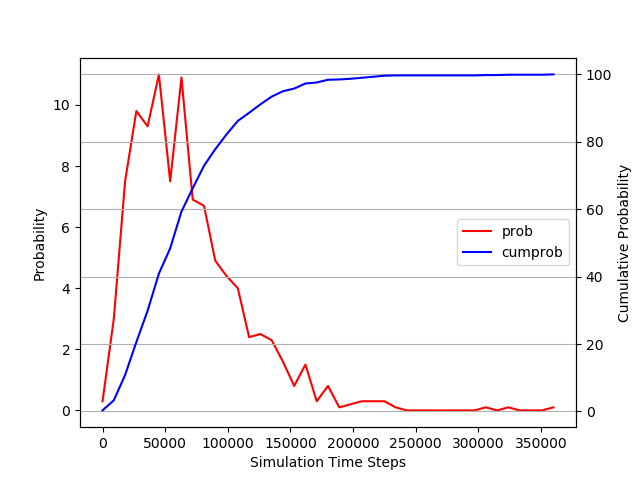 Probability
10
8
6
4
2
0
100
80
60
40
20
0
Cumulative Probability
prob
cumprob
0 50000 100000 150000 200000 250000 300000 350000
Simulation Time Steps